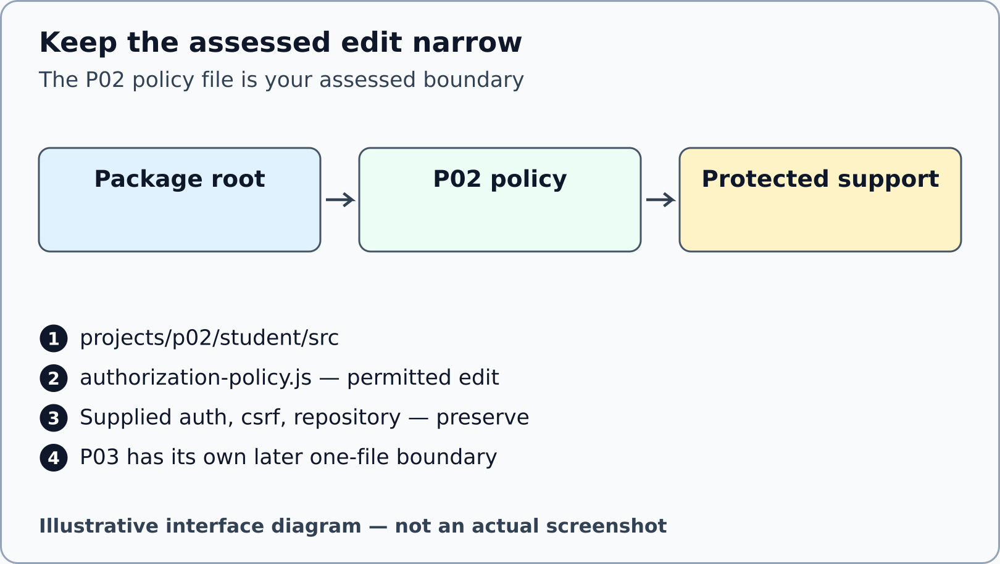 Keep the assessed edit narrow
The P02 policy file is your assessed boundary
Package root
P02 policy
Protected support
1 projects/p02/student/src
2 authorization-policy.js — permitted edit
3 Supplied auth, csrf, repository — preserve
4 P03 has its own later one-file boundary
Illustrative interface diagram — not an actual screenshot